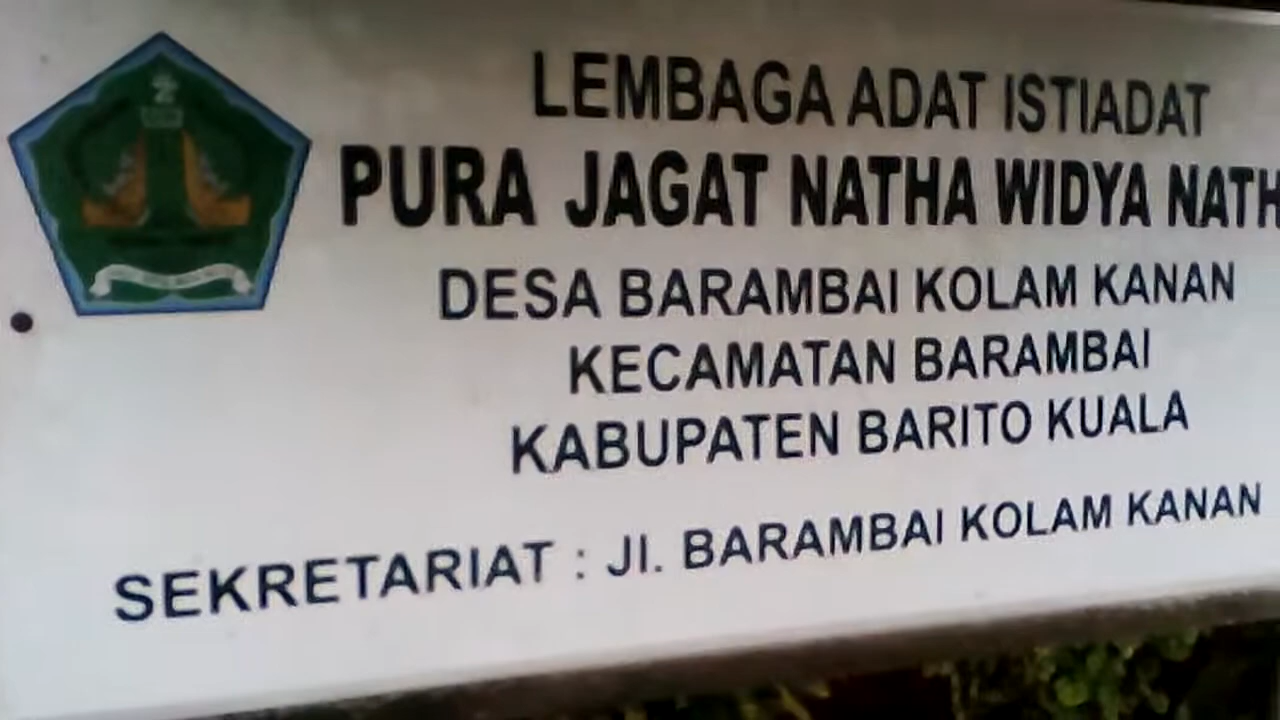 LEMBAGA ADAT ISTIADAT
PURA JAGAT NATHA WIDYA NATH
DESA BARAMBAI KOLAM KANAN
KECAMATAN BARAMBAI
KABUPATEN BARITO KUALA
SEKRETARIAT : Jl. BARAMBAI KOLAM KANAN